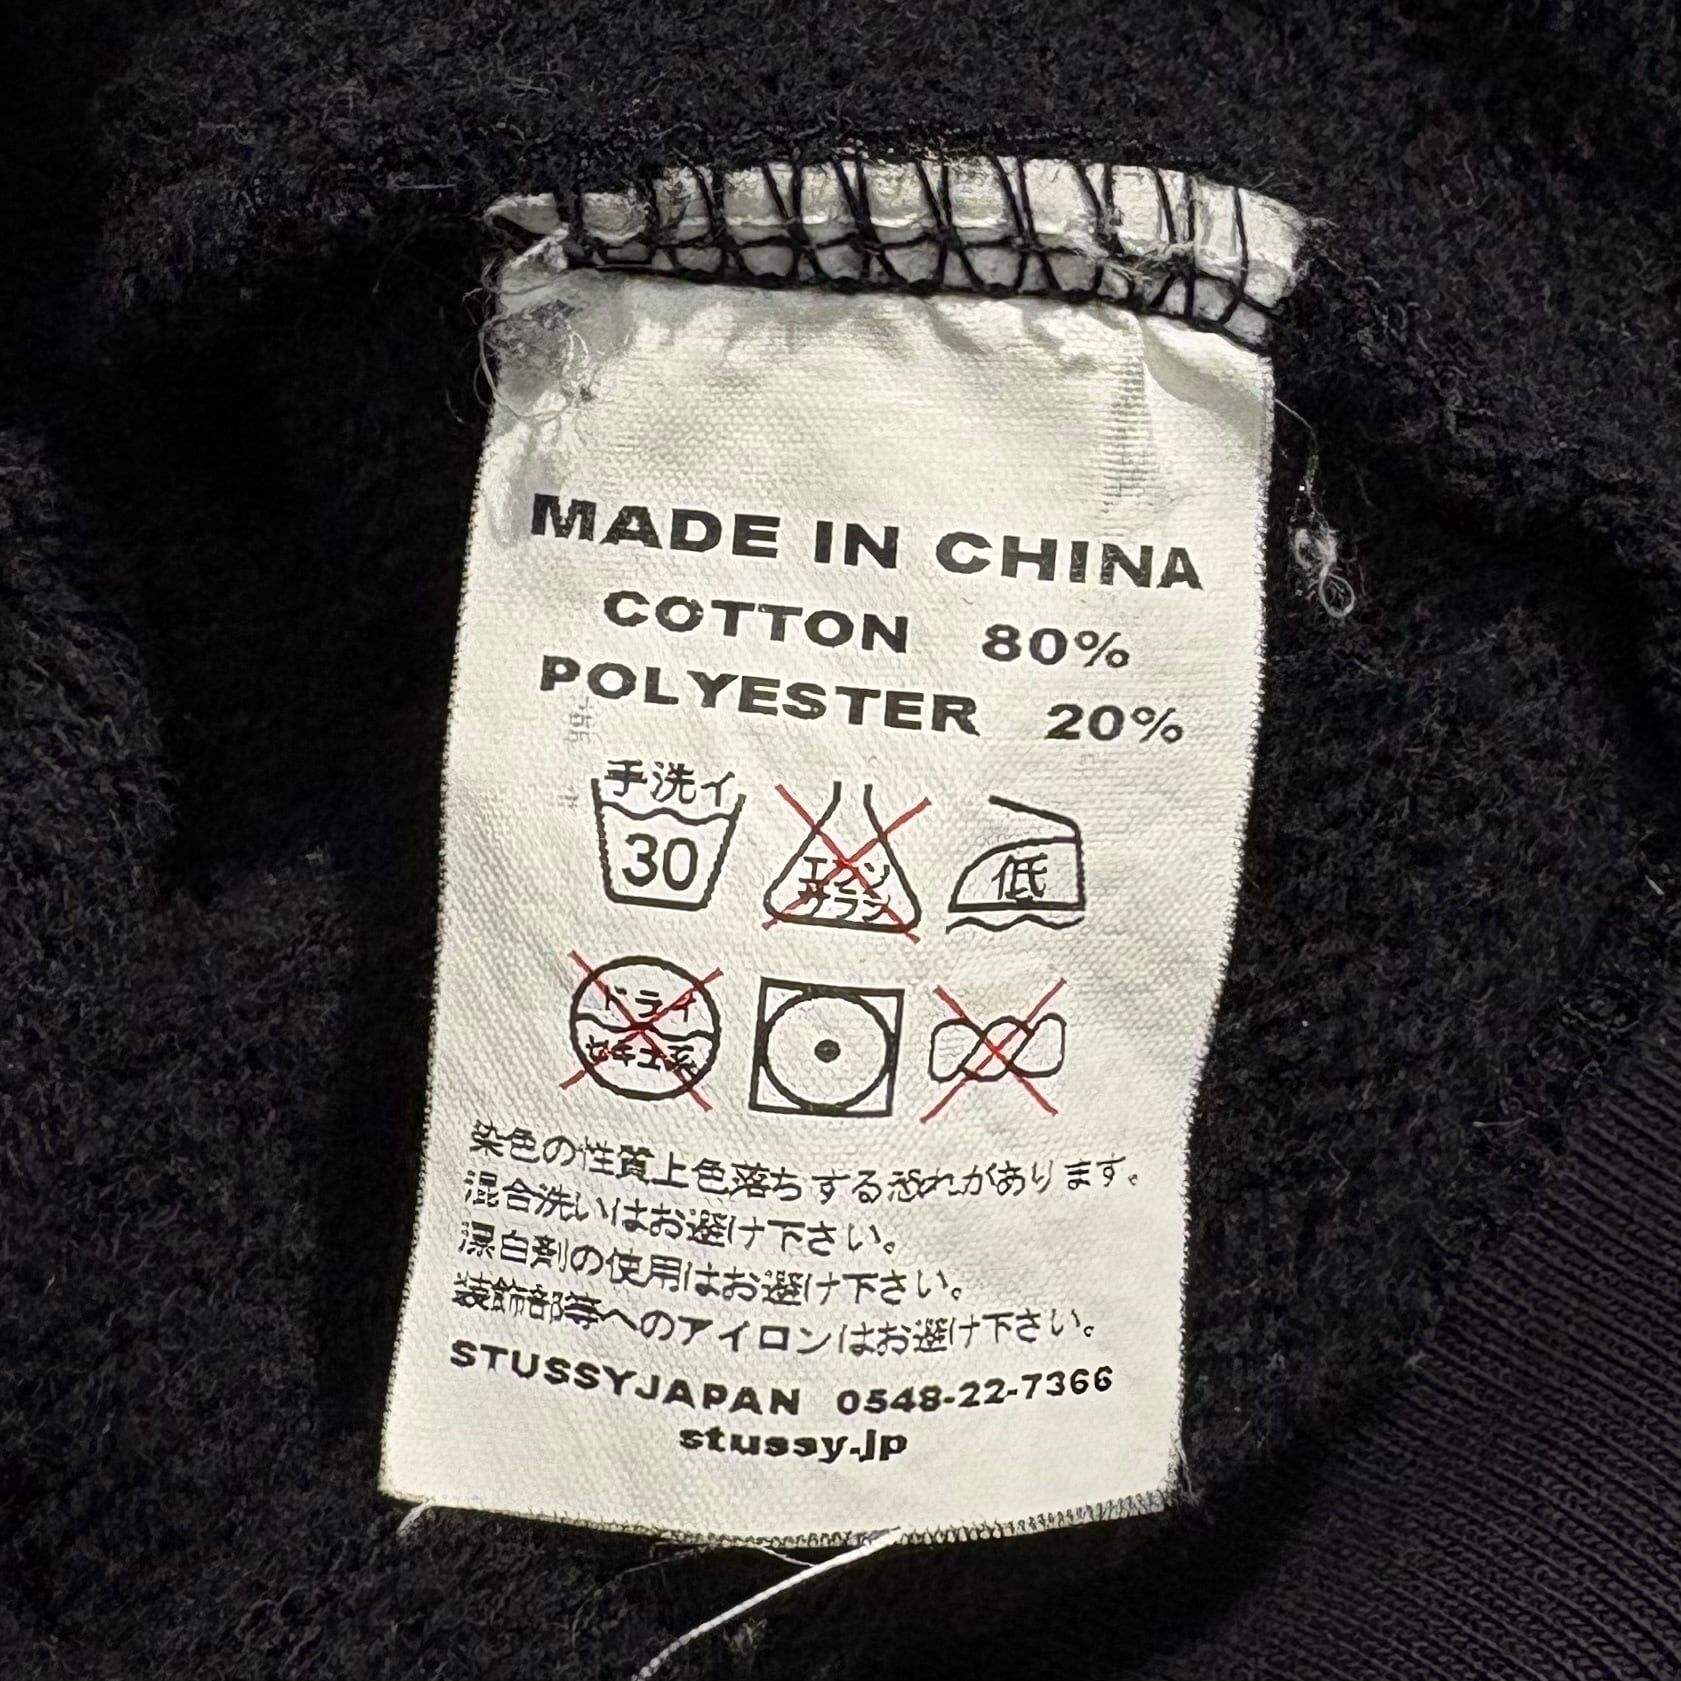 MADE IN CHINA
COTTON 80%
POLYESTER 20%
手洗イ
30
エンソ
サラシ
低
ドライ
セキユ系
染色の性質上色落ちする恐れがあります。
混合洗いはお避け下さい。
漂白剤の使用はお避け下さい。
装飾部等へのアイロンはお避け下さい。
STUSSYJAPAN 0548-22-7366
stussy.jp